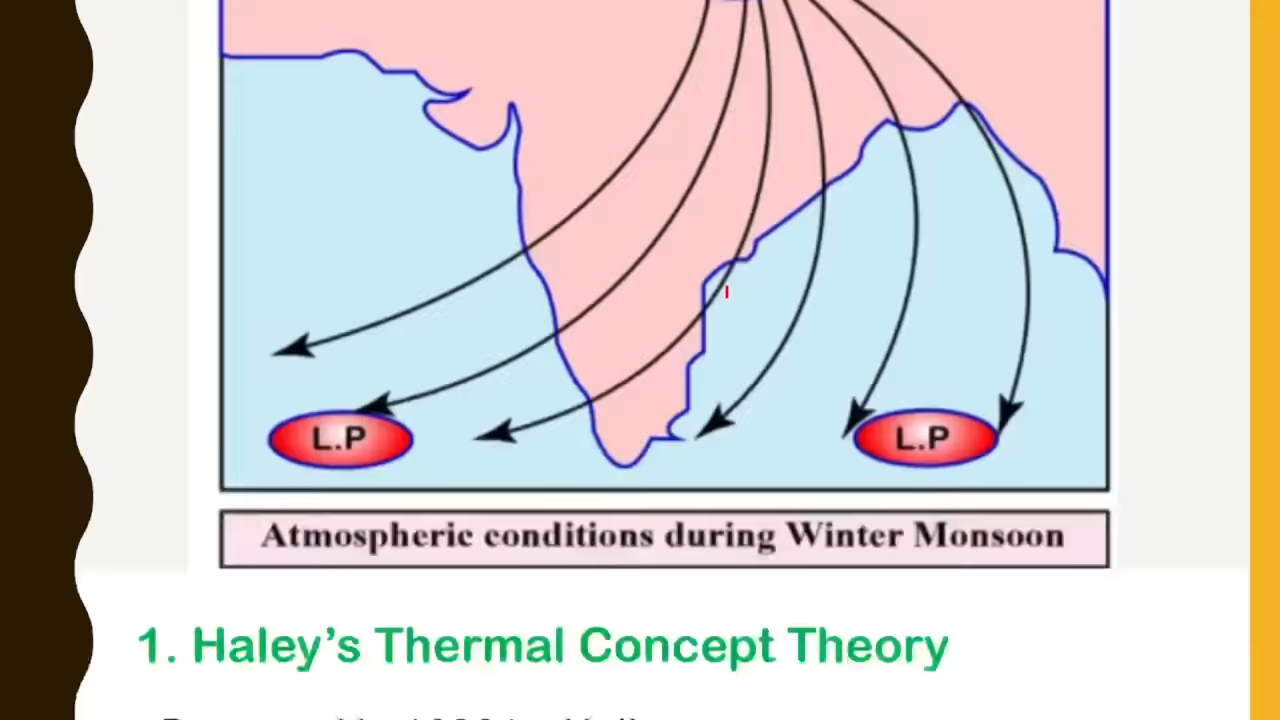 L.P
L.P
Atmospheric conditions during Winter Monsoon
1. Haley's Thermal Concept Theory